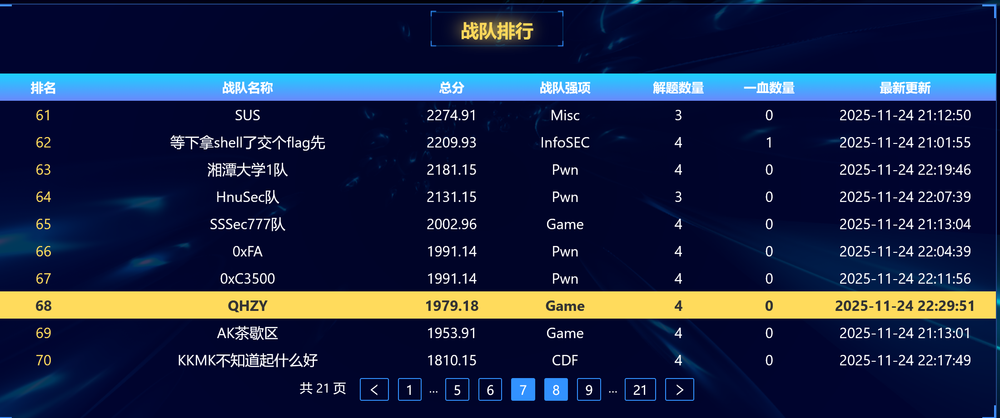 战队排行
排名 战队名称 总分 战队强项 解题数量 一血数量 最新更新
61 SUS 2274.91 Misc 3 0 2025-11-24 21:12:50
62 等下拿shell了交个flag先 2209.93 InfoSEC 4 1 2025-11-24 21:01:55
63 湘潭大学1队 2181.15 Pwn 4 0 2025-11-24 22:19:46
64 HnuSec队 2131.15 Pwn 3 0 2025-11-24 22:07:39
65 SSSec777队 2002.96 Game 4 0 2025-11-24 21:13:04
66 0xFA 1991.14 Pwn 4 0 2025-11-24 22:04:39
67 0xC3500 1991.14 Pwn 4 0 2025-11-24 22:11:56
68 QHZY 1979.18 Game 4 0 2025-11-24 22:29:51
69 AK茶歇区 1953.91 Game 4 0 2025-11-24 21:13:01
70 KKMK不知道起什么好 1810.15 CDF 4 0 2025-11-24 22:17:49
共 21 页 < 1 ... 5 6 7 8 9 ... 21 >